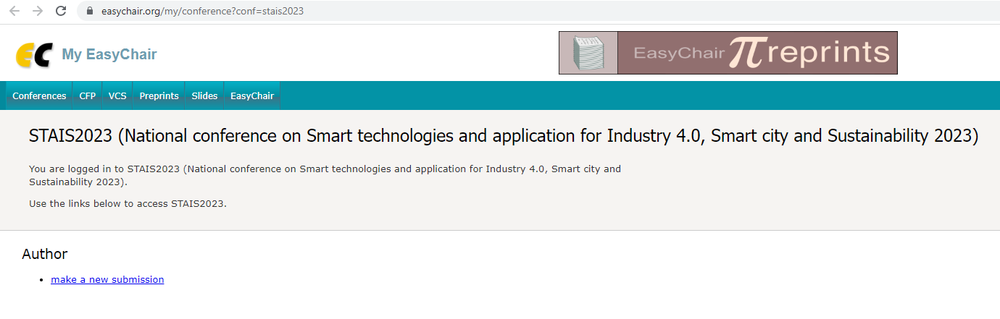 easychair.org/my/conference?conf=stais2023
EC My EasyChair
EasyChair πreprints
Conferences CFP VCS Preprints Slides EasyChair
STAIS2023 (National conference on Smart technologies and application for Industry 4.0, Smart city and Sustainability 2023)
You are logged in to STAIS2023 (National conference on Smart technologies and application for Industry 4.0, Smart city and
Sustainability 2023).
Use the links below to access STAIS2023.
Author
• make a new submission